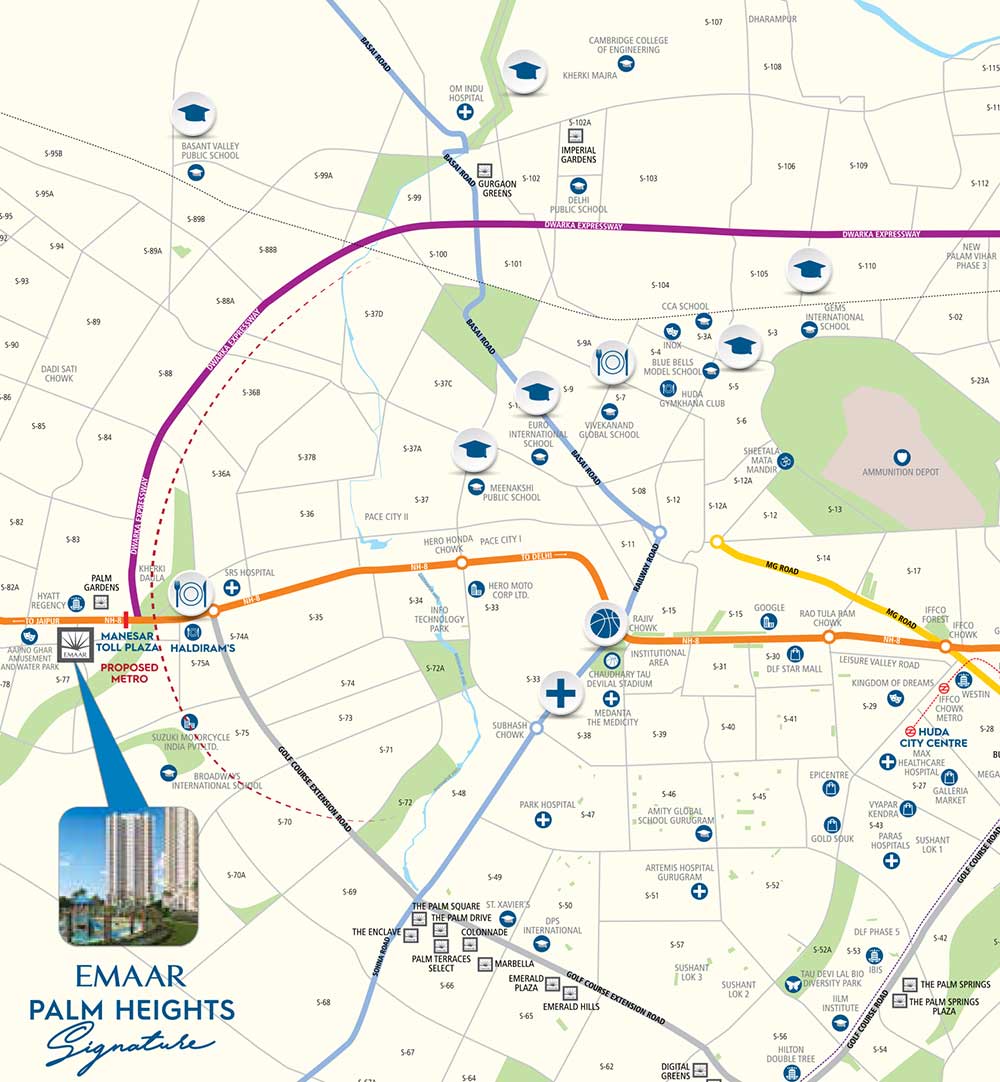 BASAI ROAD
S-107
DHARAMPUR
CAMBRIDGE COLLEGE
OF ENGINEERING
KHERKI MAJRA
S-108
S-115
S-11
OM INDU
HOSPITAL
S-102A
IMPERIAL
GARDENS
BASANT VALLEY
PUBLIC SCHOOL
S-95B
BASAI ROAD
GURGAON
GREENS
S-102
S-103
S-106
S-109
S-112
S-99A
S-99
DELHI
PUBLIC SCHOOL
S-95A
S-95
S-89B
DWARKA EXPRESSWAY
DWARKA EXPRESSWAY
92
S-94
S-89A
S-88B
S-100
S-101
S-105
S-110
NEW
PALAM VIHAR
PHASE 3
S-93
S-104
S-88A
CCA SCHOOL
GEMS
INTERNATIONAL
SCHOOL
S-89
S-37D
BASAI ROAD
INOX
S-3A
S-3
S-02
S-90
DWARKA EXPRESSWAY
S-9A
S-4
BLUE BELLS
MODEL SCHOOL
DADI SATI
CHOWK
S-88
S-36B
S-37C
S-9
S-7
HUDA
GYMKHANA CLUB
S-5
S-23A
S-86
S-85
S-84
EURO
INTERNATIONAL
SCHOOL
VIVEKANAND
GLOBAL SCHOOL
S-6
S-37B
S-37A
BASAI ROAD
SHEETALA
MATA
MANDIR
AMMUNITION DEPOT
S-36A
MEENAKSHI
PUBLIC SCHOOL
S-08
S-12
S-12A
S-82
DWARKA EXPRESSWAY
S-36
S-37
PACE CITY II
S-12
S-13
S-83
HERO HONDA
CHOWK
PACE CITY I
S-11
S-12A
TO DELHI
S-14
KHERKI
DAULA
SRS HOSPITAL
NH-8
RAILWAY ROAD
MG ROAD
S-17
S-82A
HYATT
REGENCY
PALM
GARDENS
HERO MOTO
CORP LTD.
S-33
S-34
INFO
TECHNOLOGY
PARK
NH-8
S-15
GOOGLE
RAO TULA RAM
CHOWK
MG ROAD
IFFCO
FOREST
TO JAIPUR
NH-8
S-35
RAJIV
CHOWK
NH-8
NH-8
IFFCO
CHOWK
AAJNO GHAR
AMUSEMENT
AND WATER PARK
EMAAR
MANESAR
TOLL PLAZA
HALDIRAM'S
S-74A
INSTITUTIONAL
AREA
S-30
DLF STAR MALL
LEISURE VALLEY ROAD
S-78
S-77
PROPOSED
METRO
S-75A
S-72A
CHAUDHARY TAU
DEVILAL STADIUM
S-31
KINGDOM OF DREAMS
WESTIN
S-74
MEDANTA
THE MEDICITY
S-29
IFFCO
CHOWK
METRO
SUZUKI MOTORCYCLE
INDIA PVT.LTD.
S-73
SUBHASH
CHOWK
S-38
S-39
S-40
S-41
HUDA
CITY CENTRE
S-28
GOLF COURSE EXTENSION ROAD
S-71
MAX
HEALTHCARE
HOSPITAL
BROADWAYS
INTERNATIONAL SCHOOL
EPICENTRE
GALLERIA
MARKET
MEGA
S-27
S-48
S-72
S-46
S-45
PARK HOSPITAL
S-47
AMITY GLOBAL
SCHOOL GURUGRAM
VYAPAR
KENDRA
S-43
S-70
GOLD SOUK
PARAS
HOSPITALS
SUSHANT
LOK 1
GOLF COURSE ROAD
S-70A
S-69
S-49
ARTEMIS HOSPITAL
GURUGRAM
S-51
S-52
THE PALM SQUARE
ST. XAVIER'S
S-50
THE PALM DRIVE
THE ENCLAVE
COLONNADE
DPS
INTERNATIONAL
DLF PHASE 5
S-42
SOHNA ROAD
PALM TERRACES
SELECT
MARBELLA
S-57
S-52A
S-53
IBIS
EMAAR
PALM HEIGHTS
Signature
S-66
EMERALD
PLAZA
EMERALD HILLS
GOLF COURSE EXTENSION ROAD
SUSHANT
LOK 3
SUSHANT
LOK 2
TAU DEVI LAL BIO
DIVERSITY PARK
THE PALM SPRINGS
THE PALM SPRINGS
PLAZA
S-68
S-65
IILM
INSTITUTE
GOLF COURSE ROAD
S-67
S-62
S-56
S-54
HILTON
DOUBLE TREE
S-67A
S-64
S-61
DIGITAL
GREENS